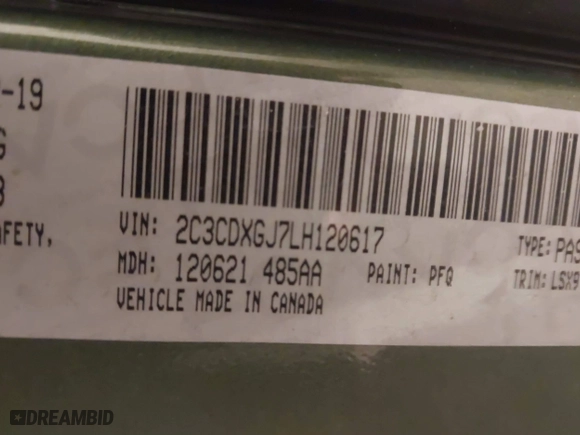 -19
G
AFETY,
VIN: 2C3CDXGJ7LH120617
TYPE: PAS
MDH: 120621 485AA PAINT: PFQ
TRIM: LSX9
VEHICLE MADE IN CANADA
DREAMBID